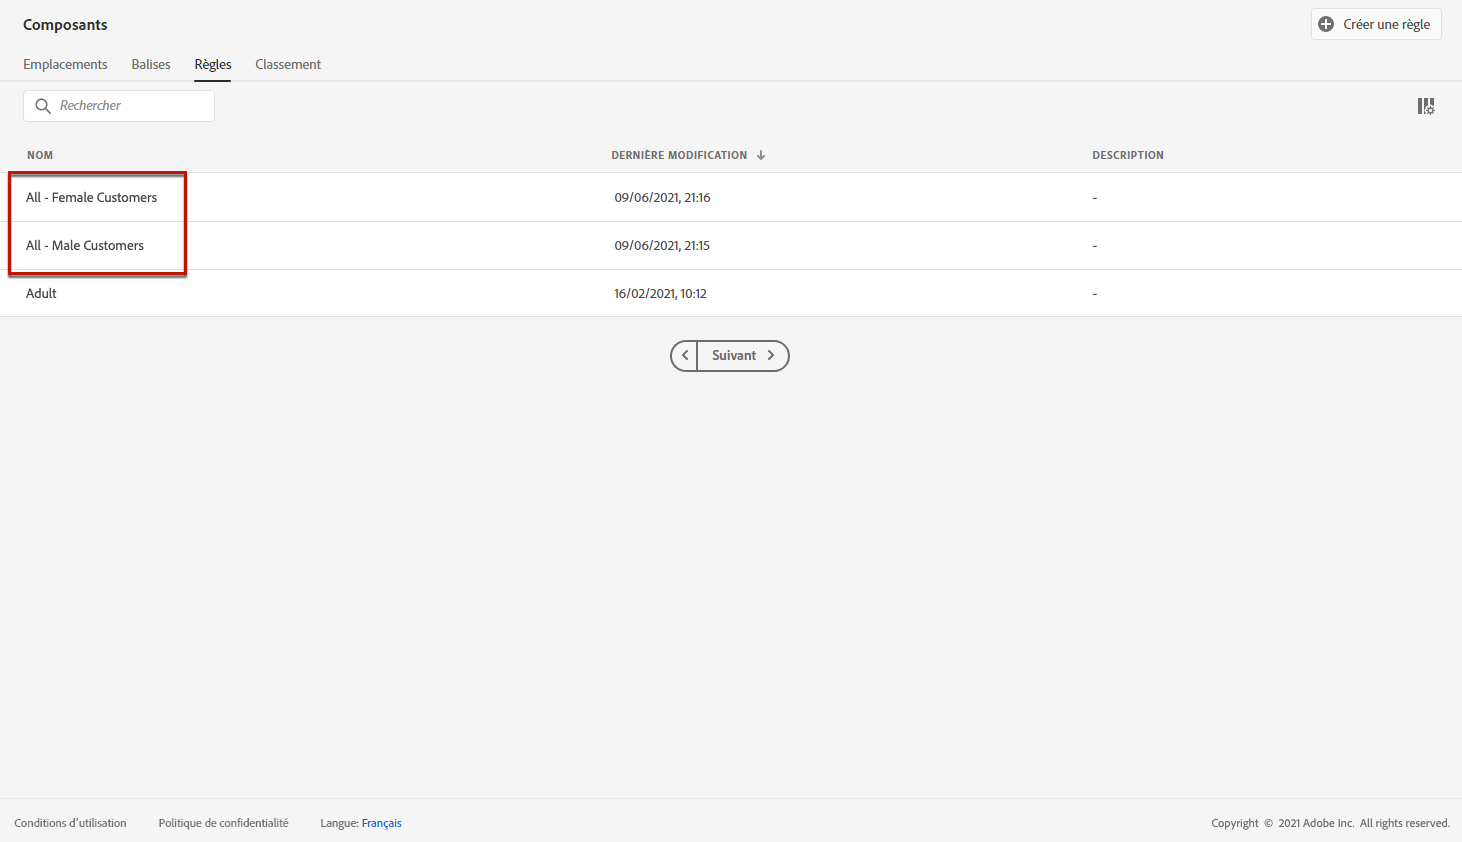 Composants
Créer une règle
Emplacements Balises Règles Classement
Rechercher
NOM DERNIÈRE MODIFICATION DESCRIPTION
All - Female Customers 09/06/2021, 21:16 -
All - Male Customers 09/06/2021, 21:15 -
Adult 16/02/2021, 10:12 -
Suivant
Conditions d’utilisation Politique de confidentialité Langue: Français Copyright © 2021 Adobe Inc. All rights reserved.